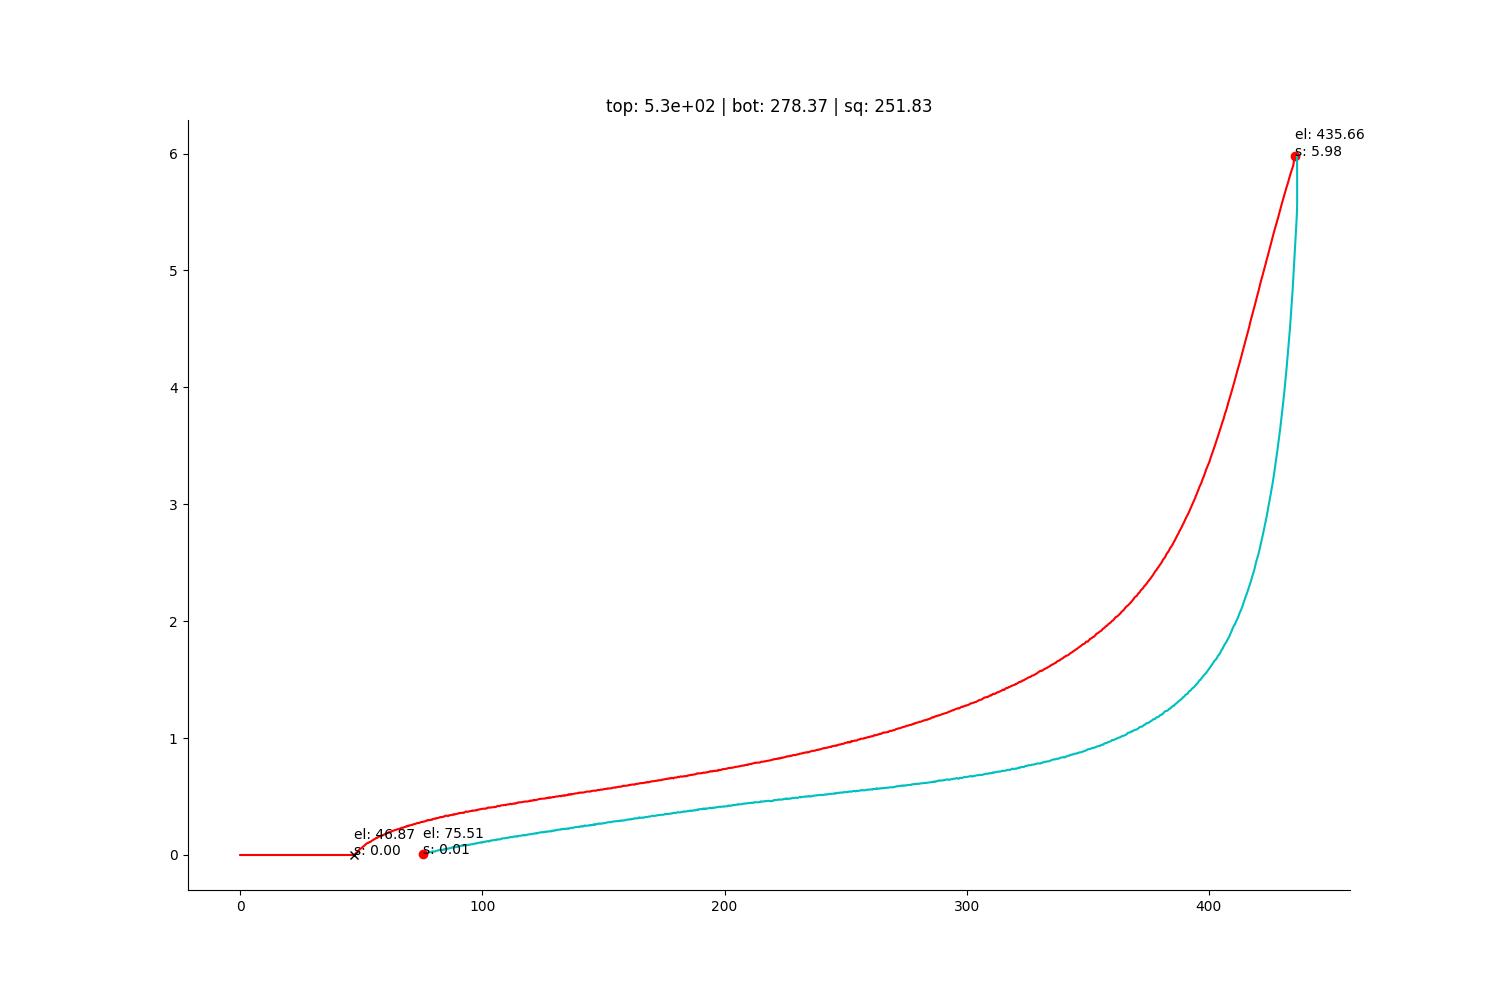 top: 5.3e+02 | bot: 278.37 | sq: 251.83
el: 435.66
s: 5.98
6
5
4
3
2
1
0
el: 46.87
s: 0.00
el: 75.51
s: 0.01
0
100
200
300
400